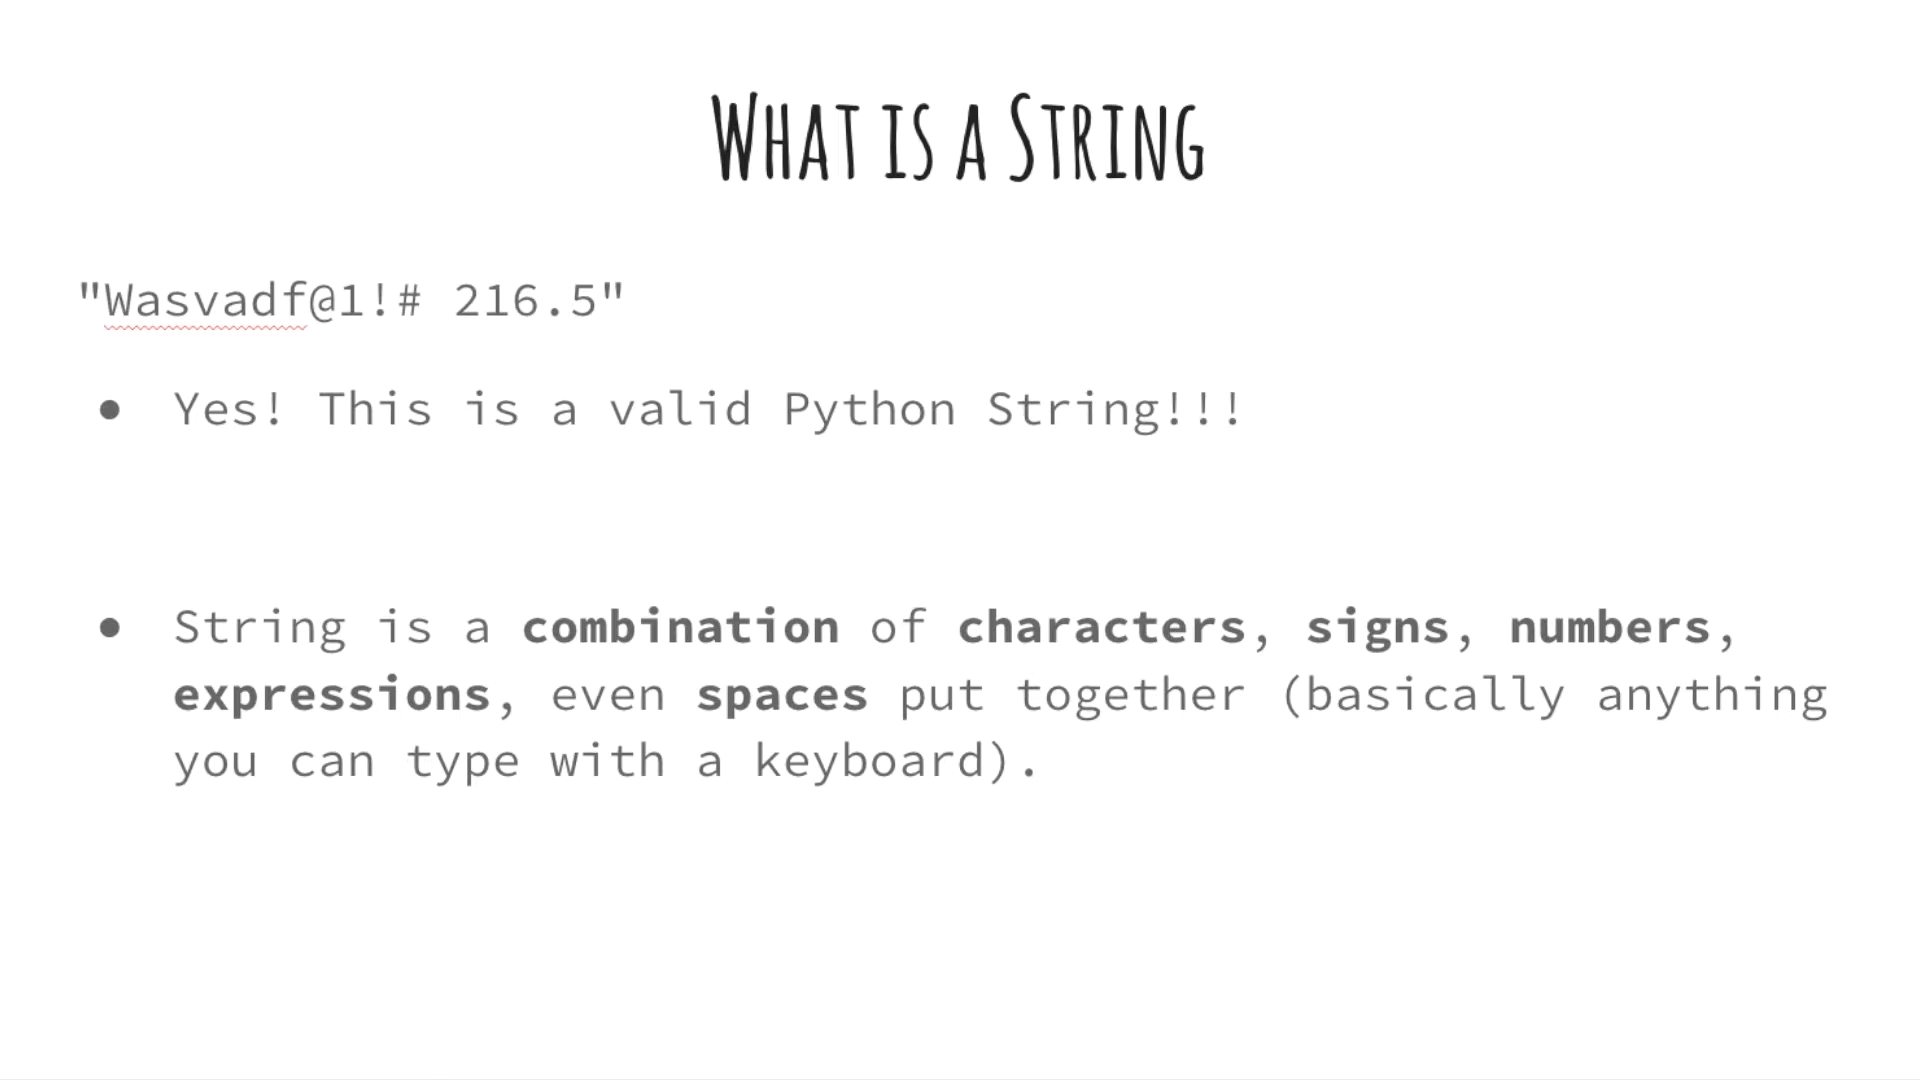 What is a String
"Wasvadf@1!# 216.5"
● Yes! This is a valid Python String!!!
● String is a combination of characters, signs, numbers,
expressions, even spaces put together (basically anything
you can type with a keyboard).